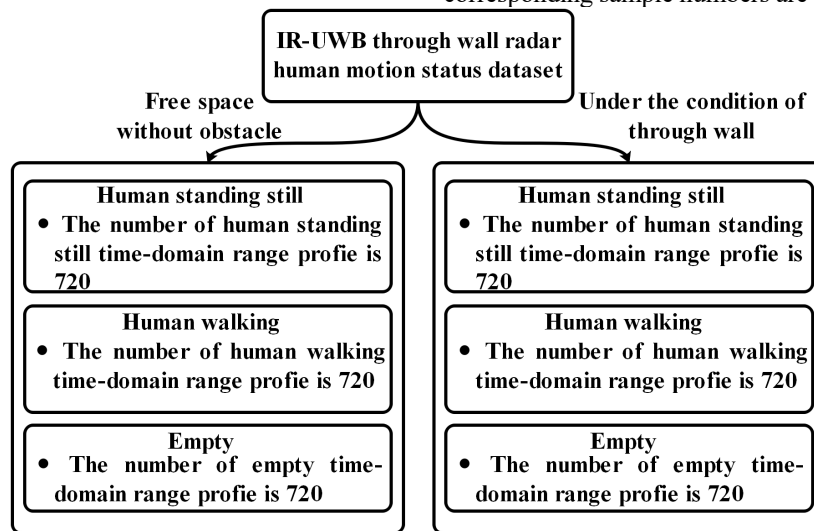 corresponding sample numbers are
IR-UWB through wall radar
human motion status dataset
Free space
without obstacle
Under the condition of
through wall
Human standing still
• The number of human standing
still time-domain range profie is
720
Human walking
• The number of human walking
time-domain range profie is 720
Empty
• The number of empty time-
domain range profie is 720
Human standing still
• The number of human standing
still time-domain range profie is
720
Human walking
• The number of human walking
time-domain range profie is 720
Empty
• The number of empty time-
domain range profie is 720